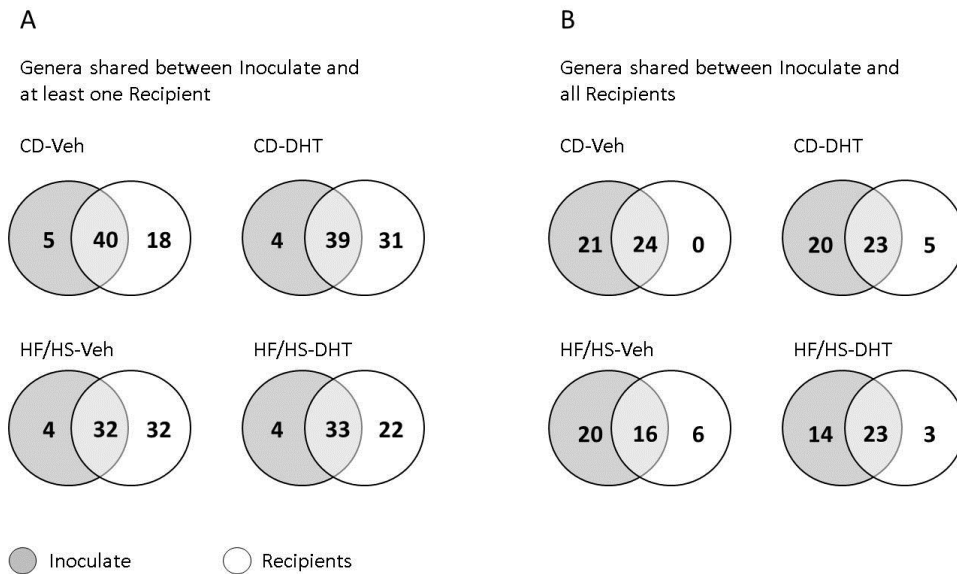 A
Genera shared between Inoculate and
at least one Recipient
CD-Veh
5 40 18
CD-DHT
4 39 31
HF/HS-Veh
4 32 32
HF/HS-DHT
4 33 22
B
Genera shared between Inoculate and
all Recipients
CD-Veh
21 24 0
CD-DHT
20 23 5
HF/HS-Veh
20 16 6
HF/HS-DHT
14 23 3
Inoculate
Recipients